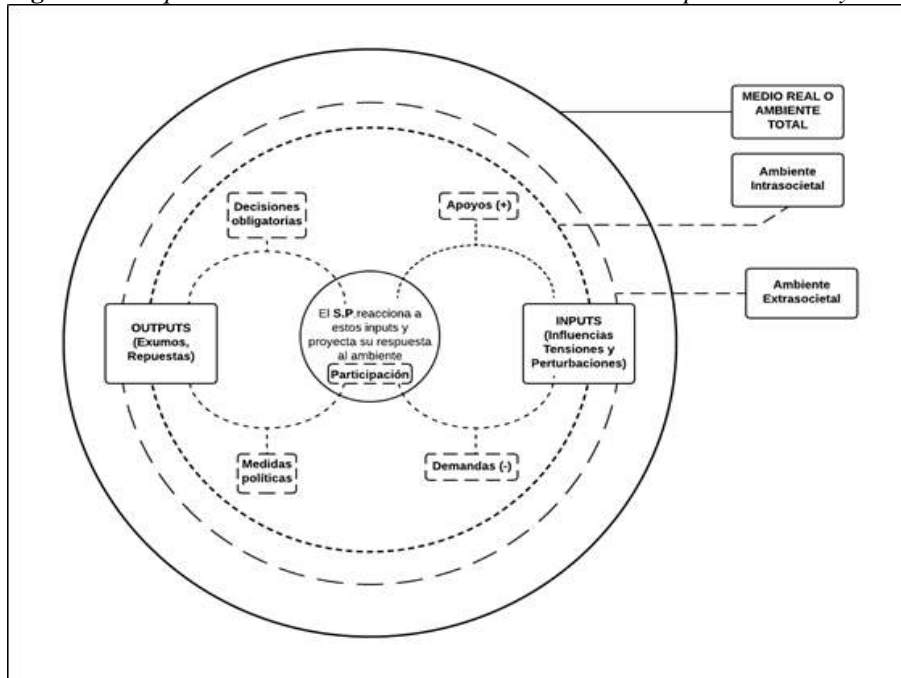 MEDIO REAL O
AMBIENTE
TOTAL
Ambiente
Intrasocietal
Decisiones
obligatorias
Apoyos (+)
Ambiente
Extrasocietal
OUTPUTS
(Exumos,
Repuestas)
El S.P. reacciona a
estos inputs y
proyecta su respuesta
al ambiente
Participación
INPUTS
(Influencias
Tensiones y
Perturbaciones)
Medidas
políticas
Demandas (-)